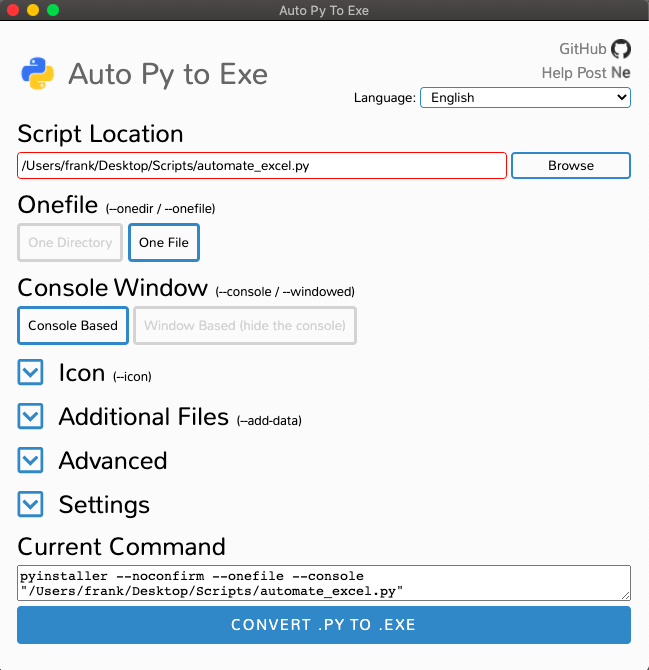 Auto Py To Exe
GitHub
Auto Py to Exe
Help Post Ne
Language: English
Script Location
/Users/frank/Desktop/Scripts/automate_excel.py Browse
Onefile (--onedir / --onefile)
One Directory One File
Console Window (--console / --windowed)
Console Based Window Based (hide the console)
Icon (--icon)
Additional Files (--add-data)
Advanced
Settings
Current Command
pyinstaller --noconfirm --onefile --console
"/Users/frank/Desktop/Scripts/automate_excel.py"
CONVERT .PY TO .EXE